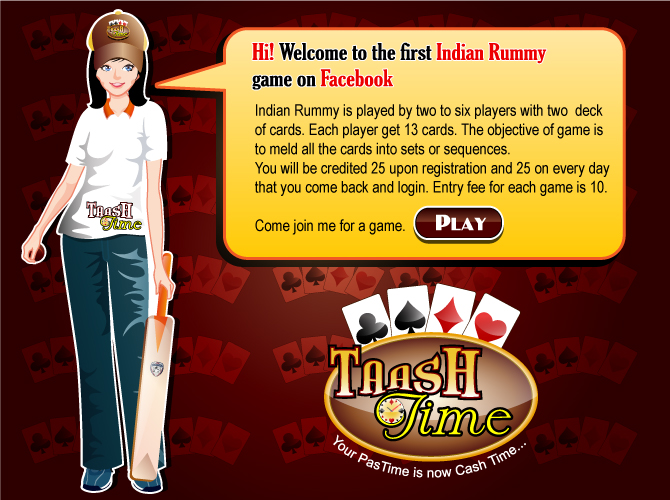 Hi! Welcome to the first Indian Rummy
game on Facebook
Indian Rummy is played by two to six players with two deck
of cards. Each player get 13 cards. The objective of game is
to meld all the cards into sets or sequences.
You will be credited 25 upon registration and 25 on every day
that you come back and login. Entry fee for each game is 10.
Come join me for a game. PLAY
TAASH
Time
TAASH
Time
Your PasTime is now Cash Time...